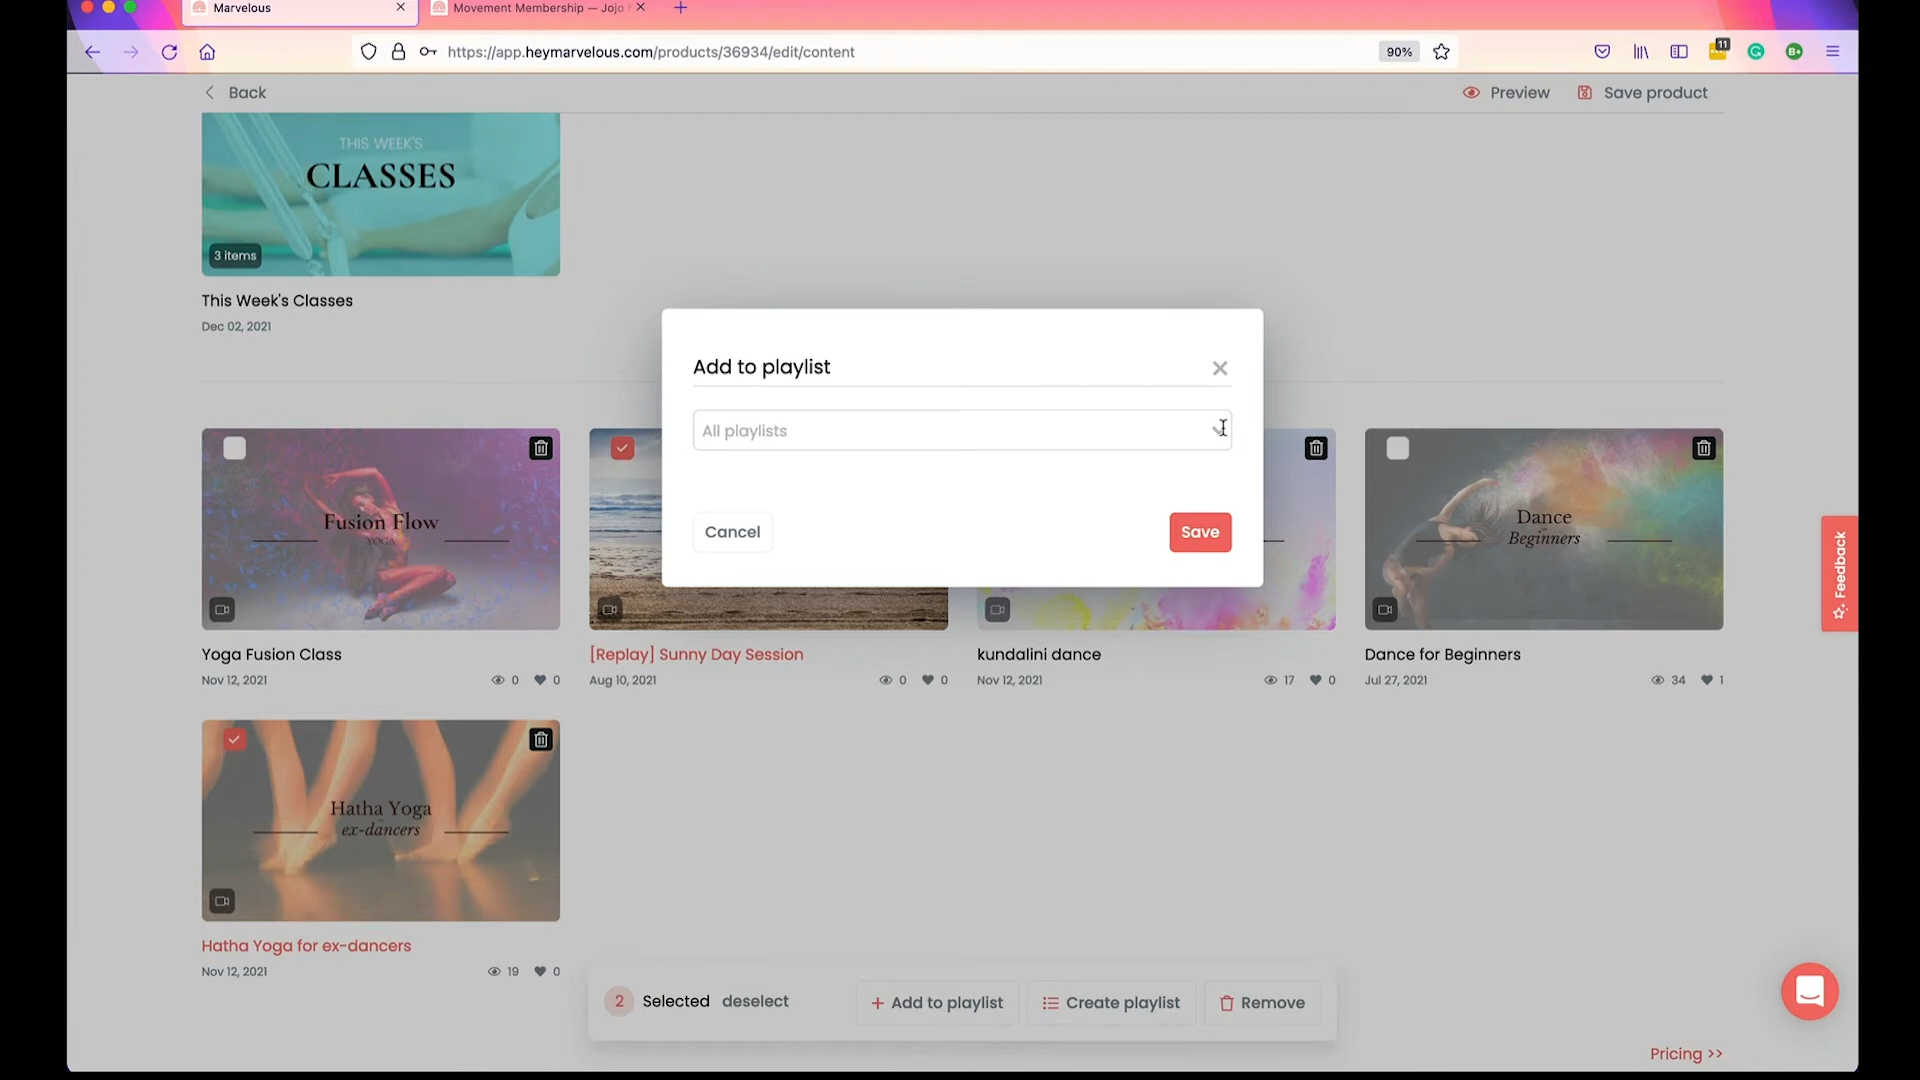 Marvelous
Movement Membership — Jojo
https://app.heymarvelous.com/products/36934/edit/content
90%
11
Back
Preview
Save product
THIS WEEK'S
CLASSES
3 items
This Week's Classes
Dec 02, 2021
Add to playlist
All playlists
Cancel
Save
Fusion Flow
YOGA
Dance
Beginners
Feedback
Yoga Fusion Class
Nov 12, 2021
0
0
[Replay] Sunny Day Session
Aug 10, 2021
0
0
kundalini dance
Nov 12, 2021
17
0
Dance for Beginners
Jul 27, 2021
34
1
Hatha Yoga
ex-dancers
Hatha Yoga for ex-dancers
Nov 12, 2021
19
0
2 Selected deselect
+ Add to playlist
Create playlist
Remove
Pricing >>